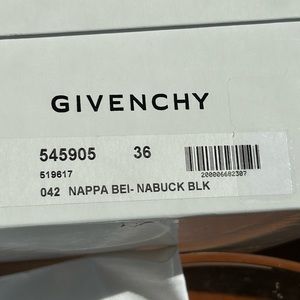 GIVENCHY
545905 36
519617
200006682307
042 NAPPA BEI- NABUCK BLK